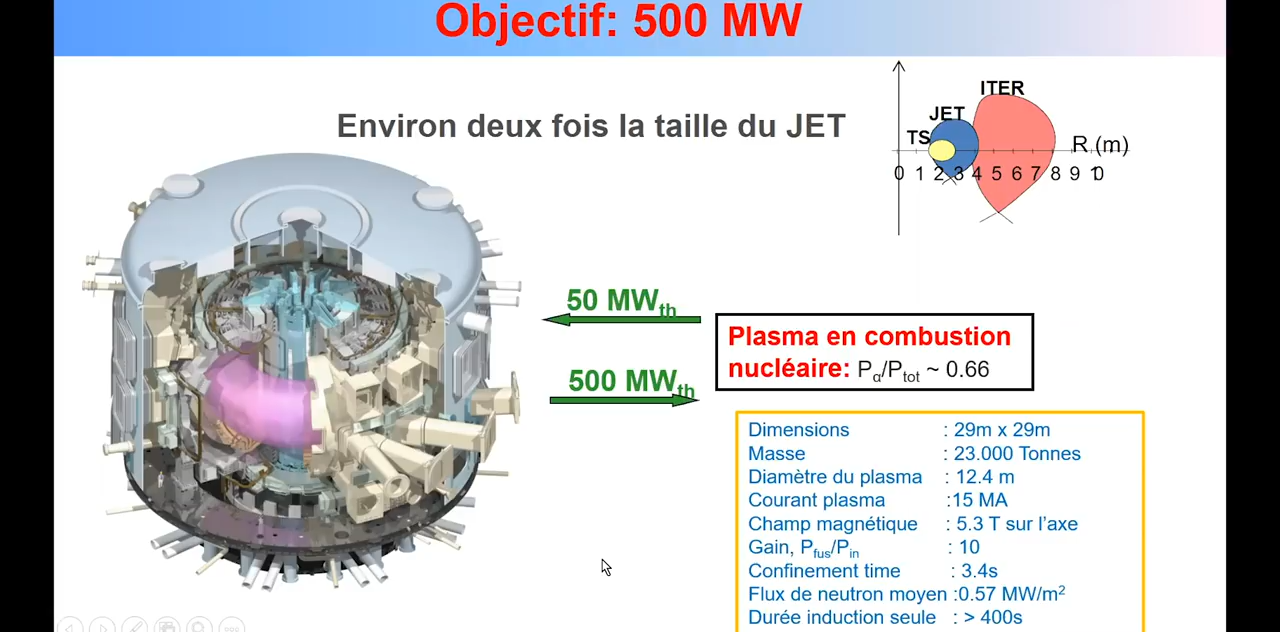 Objectif: 500 MW
Environ deux fois la taille du JET
ITER
JET
TS
R (m)
0 1 2 3 4 5 6 7 8 9 10
50 MWth
500 MWth
Plasma en combustion
nucléaire: Pα/Ptot ~ 0.66
Dimensions : 29m x 29m
Masse : 23.000 Tonnes
Diamètre du plasma : 12.4 m
Courant plasma :15 MA
Champ magnétique : 5.3 T sur l'axe
Gain, Pfus/Pin : 10
Confinement time : 3.4s
Flux de neutron moyen :0.57 MW/m²
Durée induction seule : > 400s